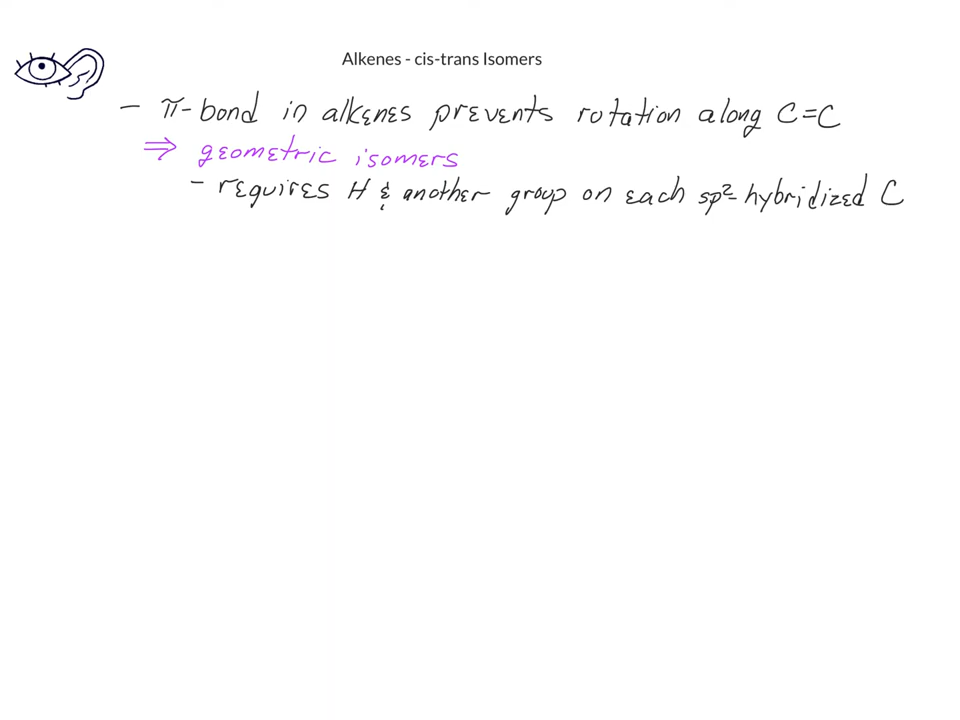 Alkenes - cis-trans Isomers
- π-bond in alkenes prevents rotation along C=C
⇒ geometric isomers
- requires H & another group on each sp²-hybridized C